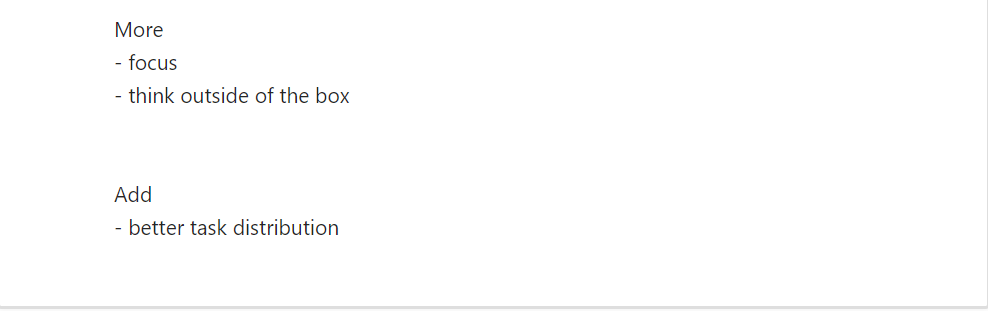 More
- focus
- think outside of the box
Add
- better task distribution